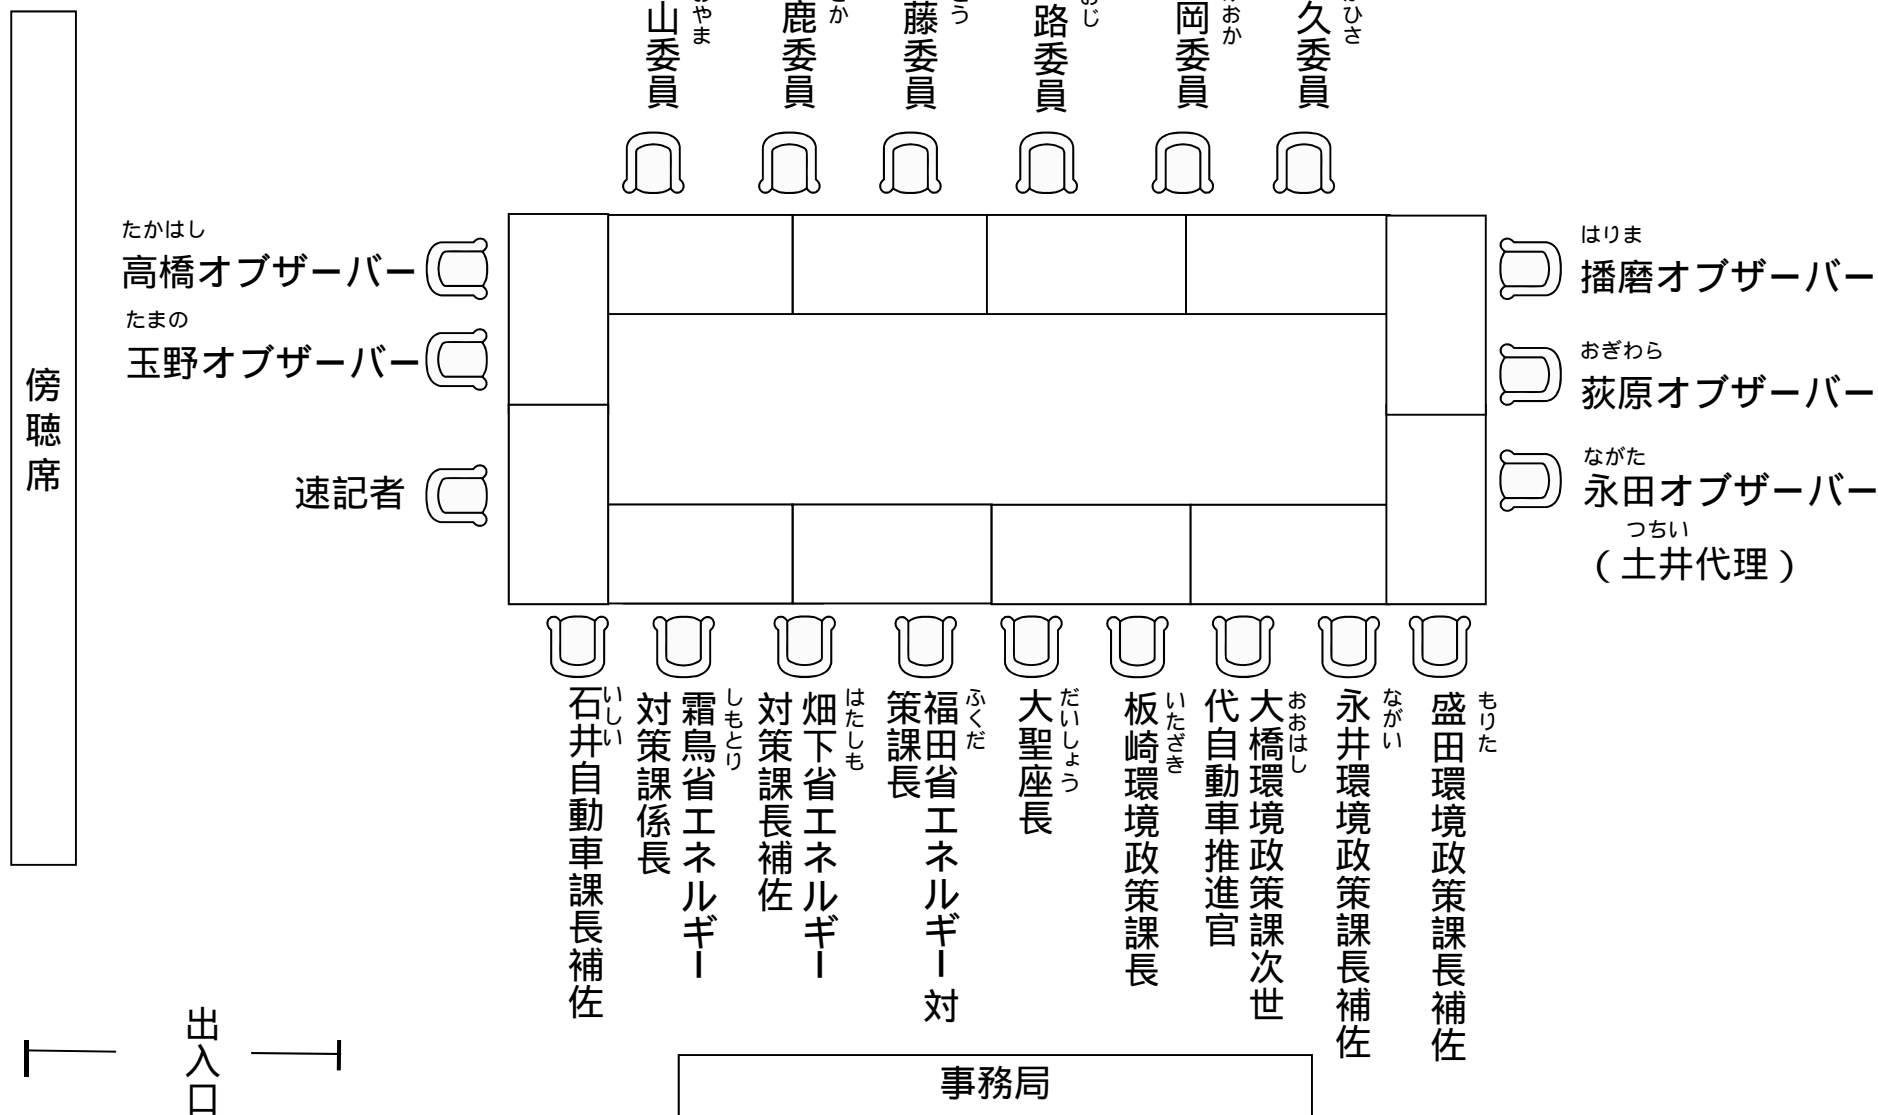 山委員
やま
鹿委員
か
藤委員
う
路委員
おじ
岡委員
おか
久委員
ひさ
傍聴席
たかはし
高橋オブザーバー
たまの
玉野オブザーバー
速記者
はりま
播磨オブザーバー
おぎわら
荻原オブザーバー
ながた
永田オブザーバー
つちい
(土井代理)
いしい
石井自動車課長補佐
しもとり
霜鳥省エネルギー
対策課係長
はたしも
畑下省エネルギー
対策課長補佐
ふくだ
福田省エネルギー対
策課長
だいしょう
大聖座長
いたざき
板崎環境政策課長
おおはし
大橋環境政策課次世
代自動車推進官
ながい
永井環境政策課長補佐
もりた
盛田環境政策課長補佐
出入口
事務局